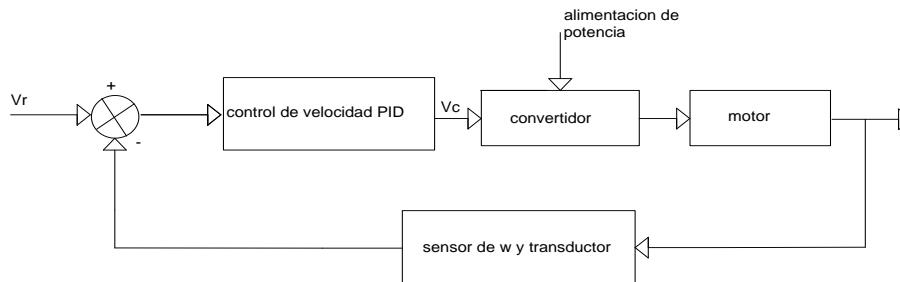 alimentacion de
potencia
+
Vr
control de velocidad PID
Vc
convertidor
motor
-
sensor de w y transductor